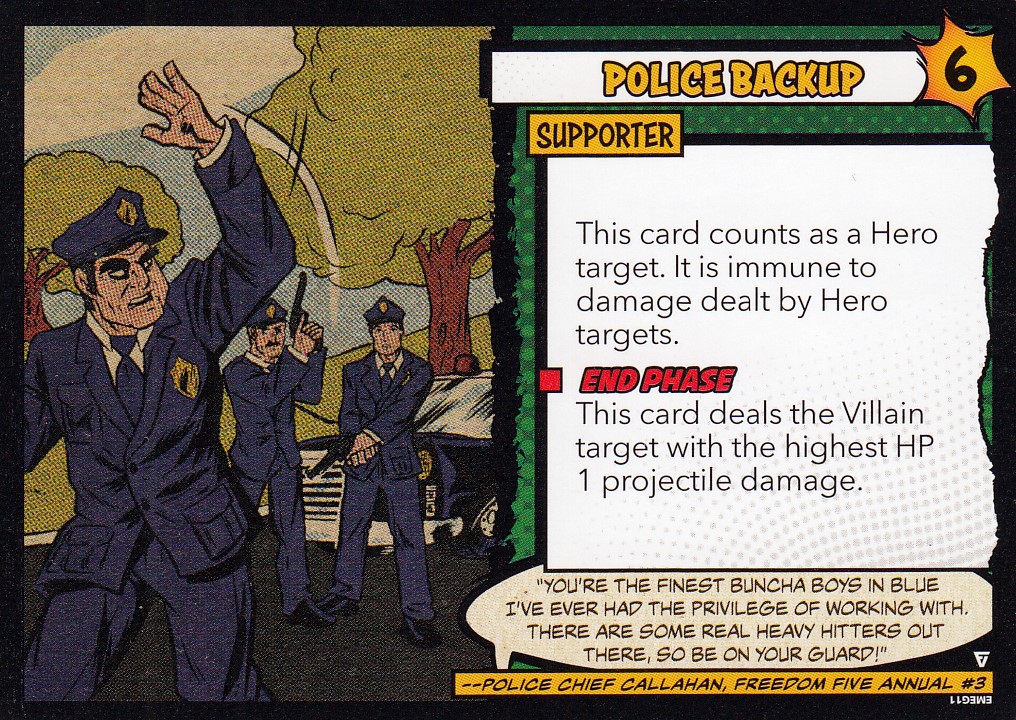 POLICE BACKUP
6
SUPPORTER
This card counts as a Hero
target. It is immune to
damage dealt by Hero
targets.
END PHASE
This card deals the Villain
target with the highest HP
1 projectile damage.
"YOU'RE THE FINEST BUNCHA BOYS IN BLUE
I'VE EVER HAD THE PRIVILEGE OF WORKING WITH.
THERE ARE SOME REAL HEAVY HITTERS OUT
THERE, SO BE ON YOUR GUARD!"
--POLICE CHIEF CALLAHAN, FREEDOM FIVE ANNUAL #3
EMEG11